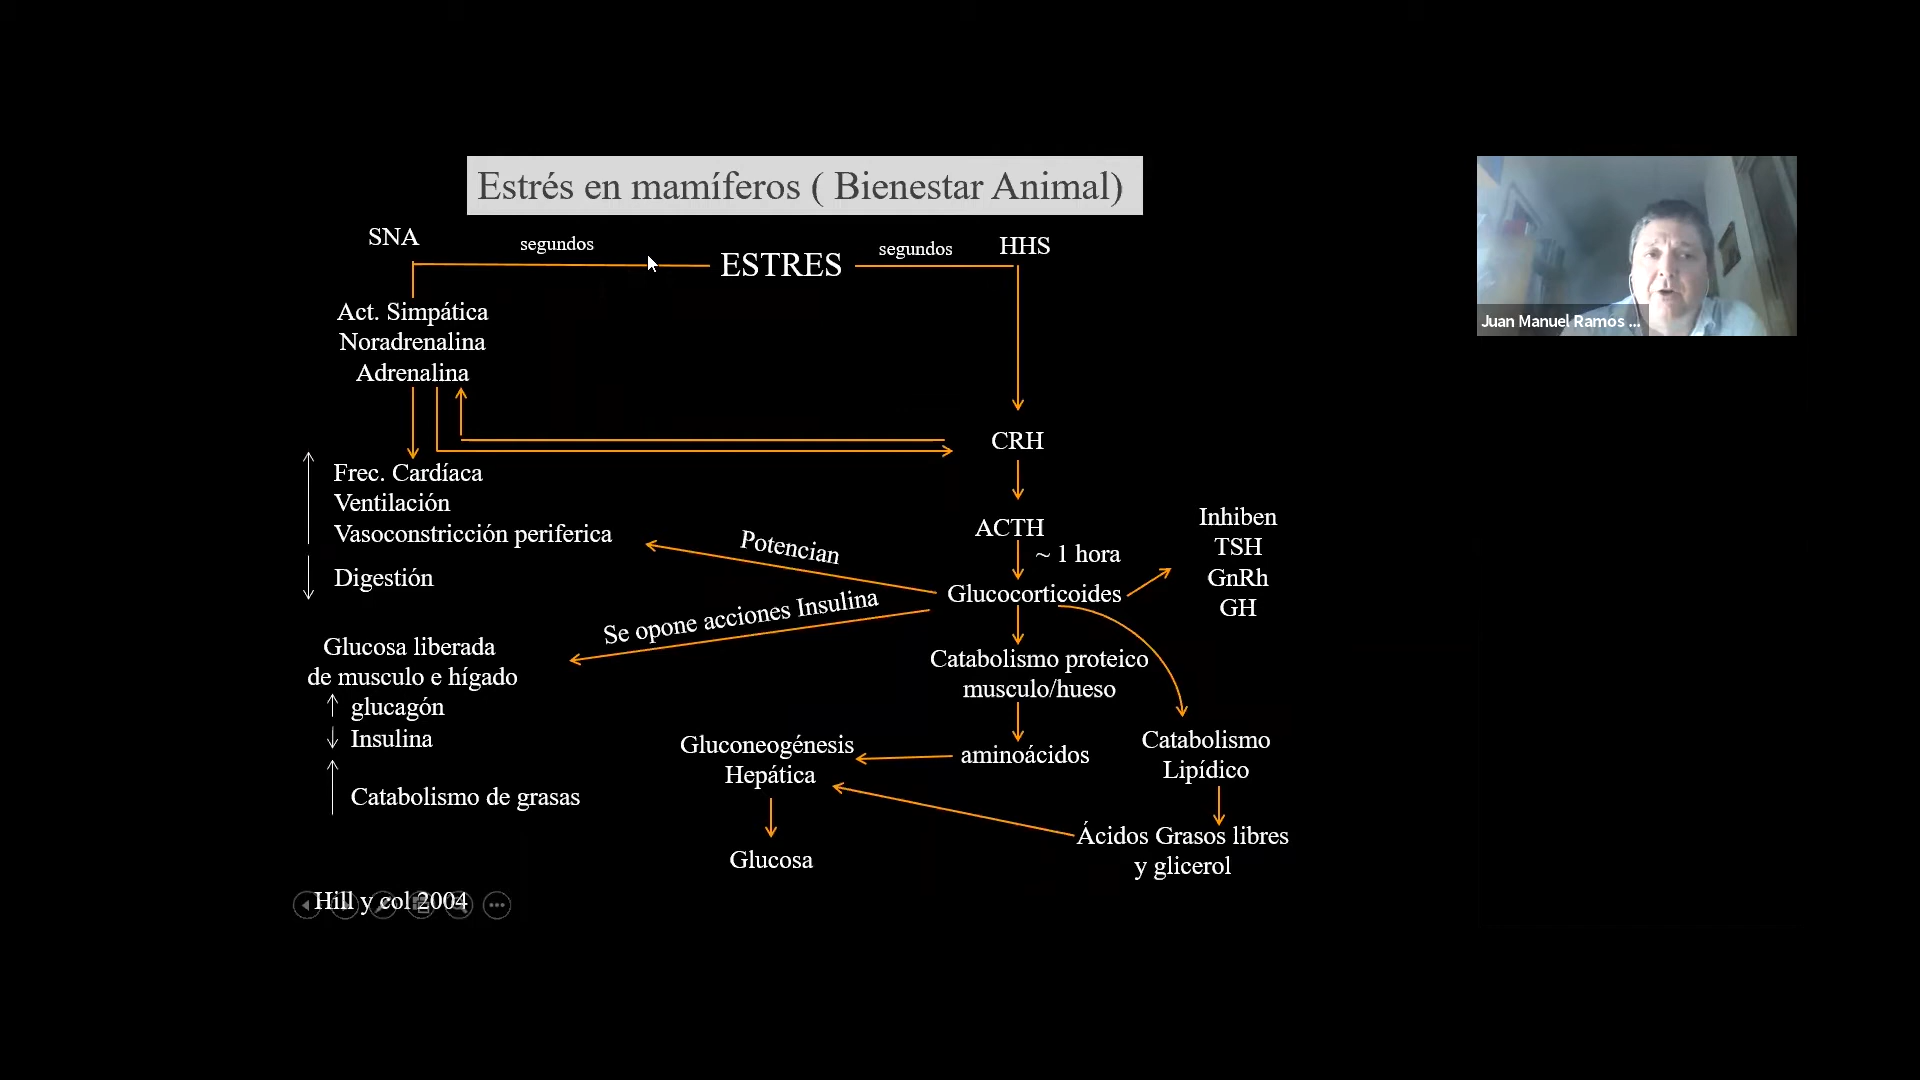 Estrés en mamíferos ( Bienestar Animal)
SNA
segundos
ESTRES
segundos
HHS
Act. Simpática
Noradrenalina
Adrenalina
CRH
Frec. Cardíaca
Ventilación
Vasoconstricción periferica
Digestión
Potencian
ACTH
~ 1 hora
Glucocorticoides
Inhiben
TSH
GnRh
GH
Se opone acciones Insulina
Glucosa liberada
de musculo e hígado
glucagón
Insulina
Catabolismo de grasas
Catabolismo proteico
musculo/hueso
aminoácidos
Gluconeogénesis
Hepática
Glucosa
Catabolismo
Lipídico
Ácidos Grasos libres
y glicerol
Hill y col 2004
Juan Manuel Ramos ...